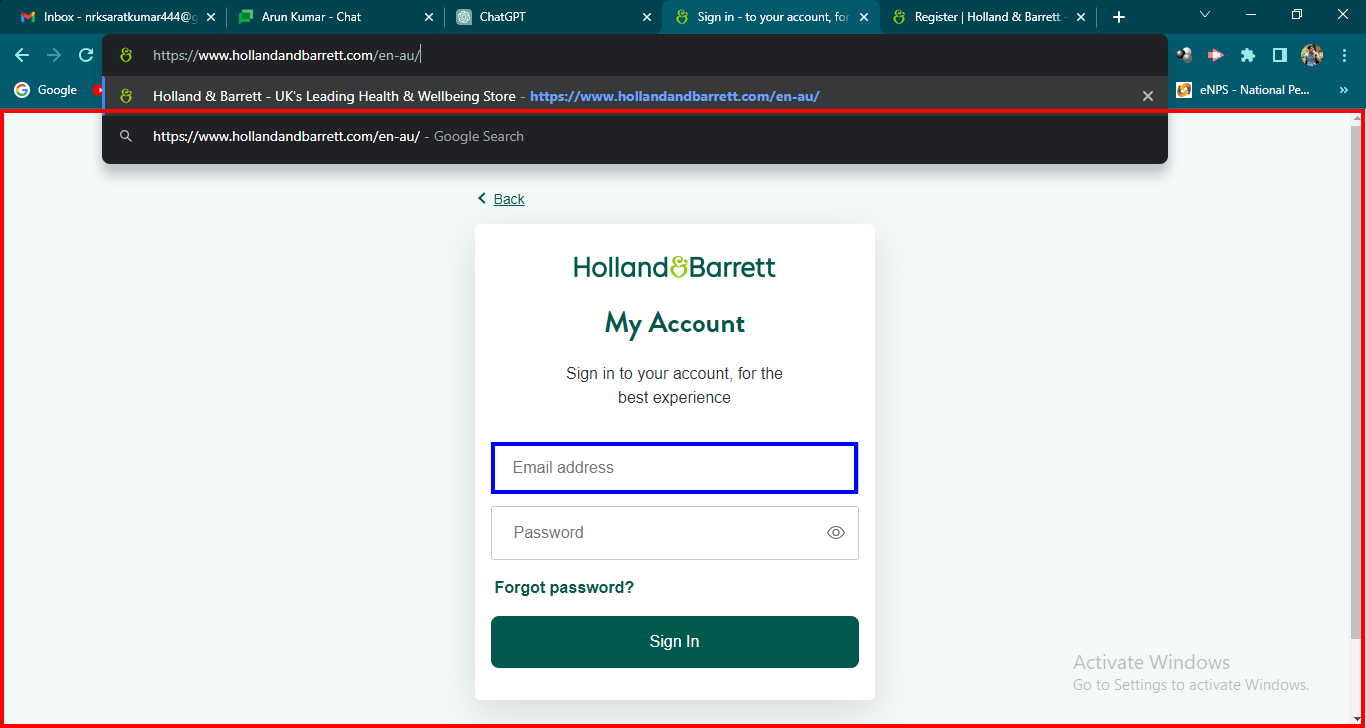 Inbox - nrksaratkumar444@g
Arun Kumar - Chat
ChatGPT
Sign in - to your account, for
Register | Holland & Barrett -
https://www.hollandandbarrett.com/en-au/
Google
Holland & Barrett - UK's Leading Health & Wellbeing Store - https://www.hollandandbarrett.com/en-au/
eNPS - National Pe...
https://www.hollandandbarrett.com/en-au/ - Google Search
Back
Holland&Barrett
My Account
Sign in to your account, for the
best experience
Email address
Password
Forgot password?
Sign In
Activate Windows
Go to Settings to activate Windows.